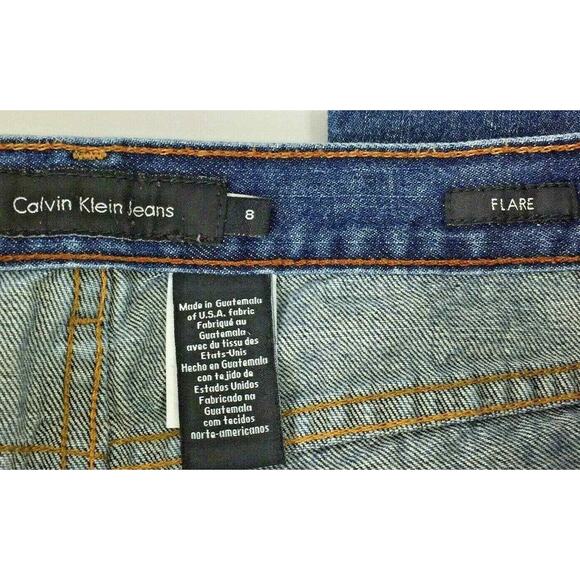 Calvin Klein Jeans
8
FLARE
Made in Guatemala
of U.S.A. fabric
Fabriqué au
Guatemala
avec du tissu des
Etats-Unis
Hecho en Guatemala
con tejido de
Estados Unidos
Fabricado na
Guatemala
com tecidos
norte-americanos